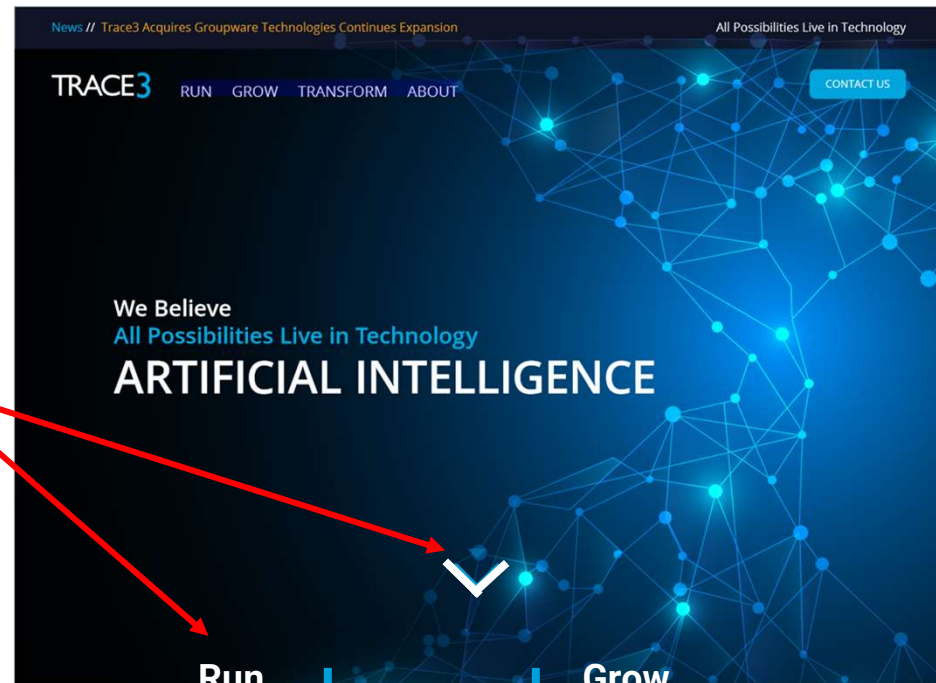 News // Trace3 Acquires Groupware Technologies Continues Expansion
All Possibilities Live in Technology
TRACE3
RUN GROW TRANSFORM ABOUT
CONTACT US
We Believe
All Possibilities Live in Technology
ARTIFICIAL INTELLIGENCE
Run
Grow